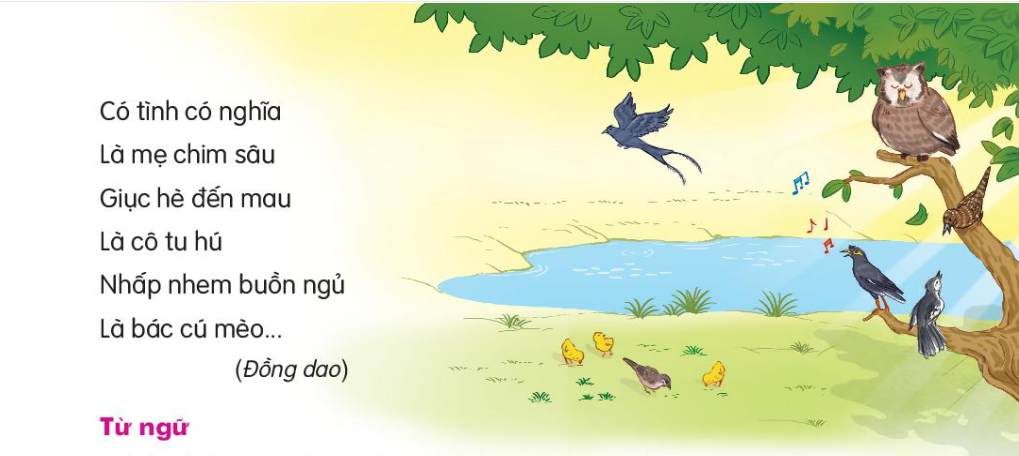 Có tình có nghĩa
Là mẹ chim sâu
Giục hè đến mau
Là cô tu hú
Nhấp nhem buồn ngủ
Là bác cú mèo...
(Đồng dao)
Từ ngữ